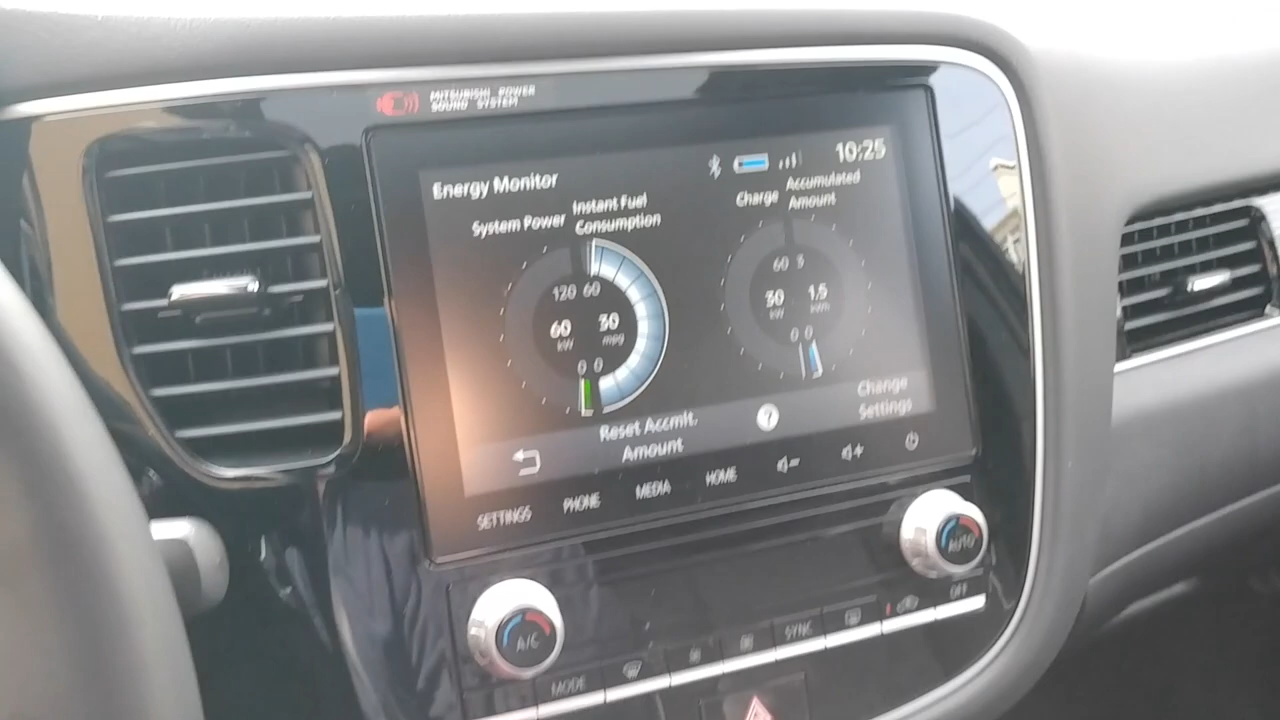 MITSUBISHI POWER
SOUND SYSTEM
10:25
Energy Monitor
System Power
Instant Fuel
Consumption
Charge
Accumulated
Amount
120 60
60 30
kW mpg
0 0
60 3
30 1.5
kW kWh
0 0
Reset Accmlt.
Amount
?
Change
Settings
SETTINGS
PHONE
MEDIA
HOME
A/C
AUTO
MODE
SYNC
OFF